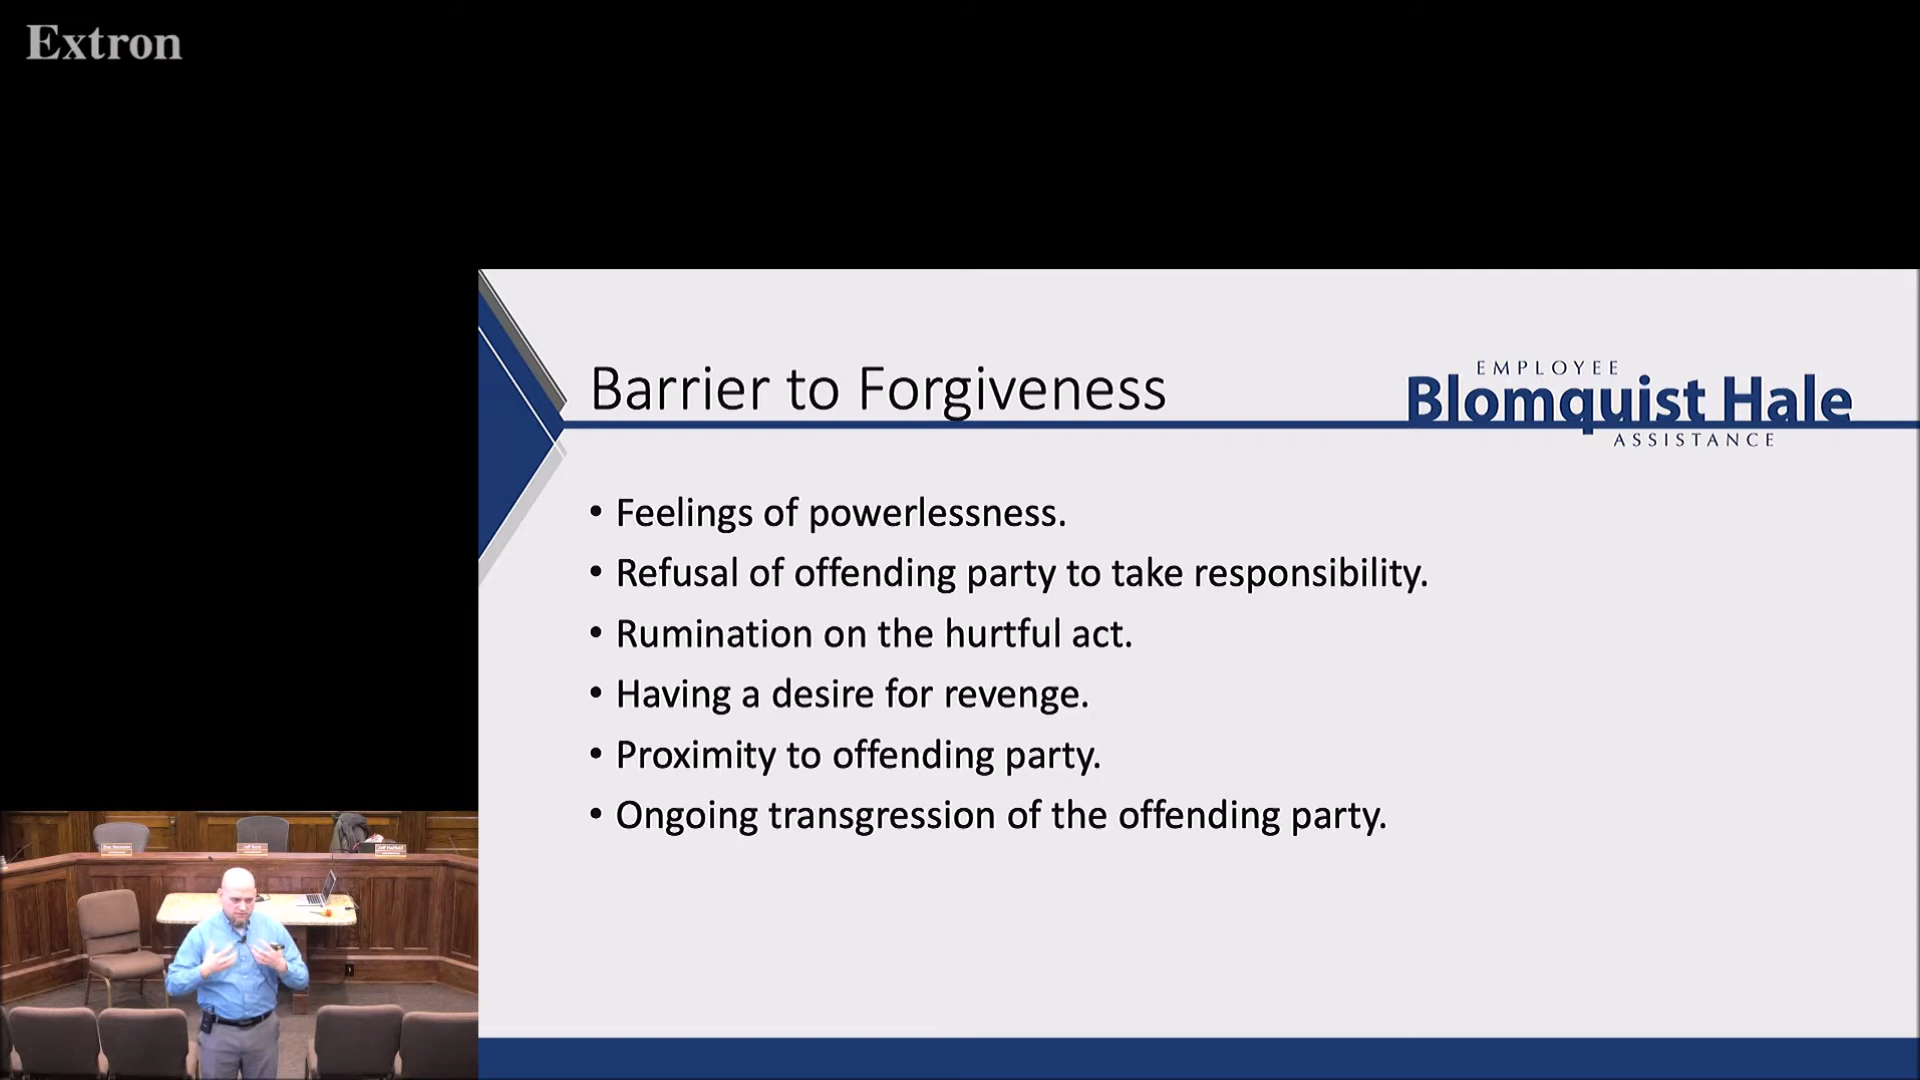 Extron
Barrier to Forgiveness
EMPLOYEE
Blomquist Hale
ASSISTANCE
• Feelings of powerlessness.
• Refusal of offending party to take responsibility.
• Rumination on the hurtful act.
• Having a desire for revenge.
• Proximity to offending party.
• Ongoing transgression of the offending party.